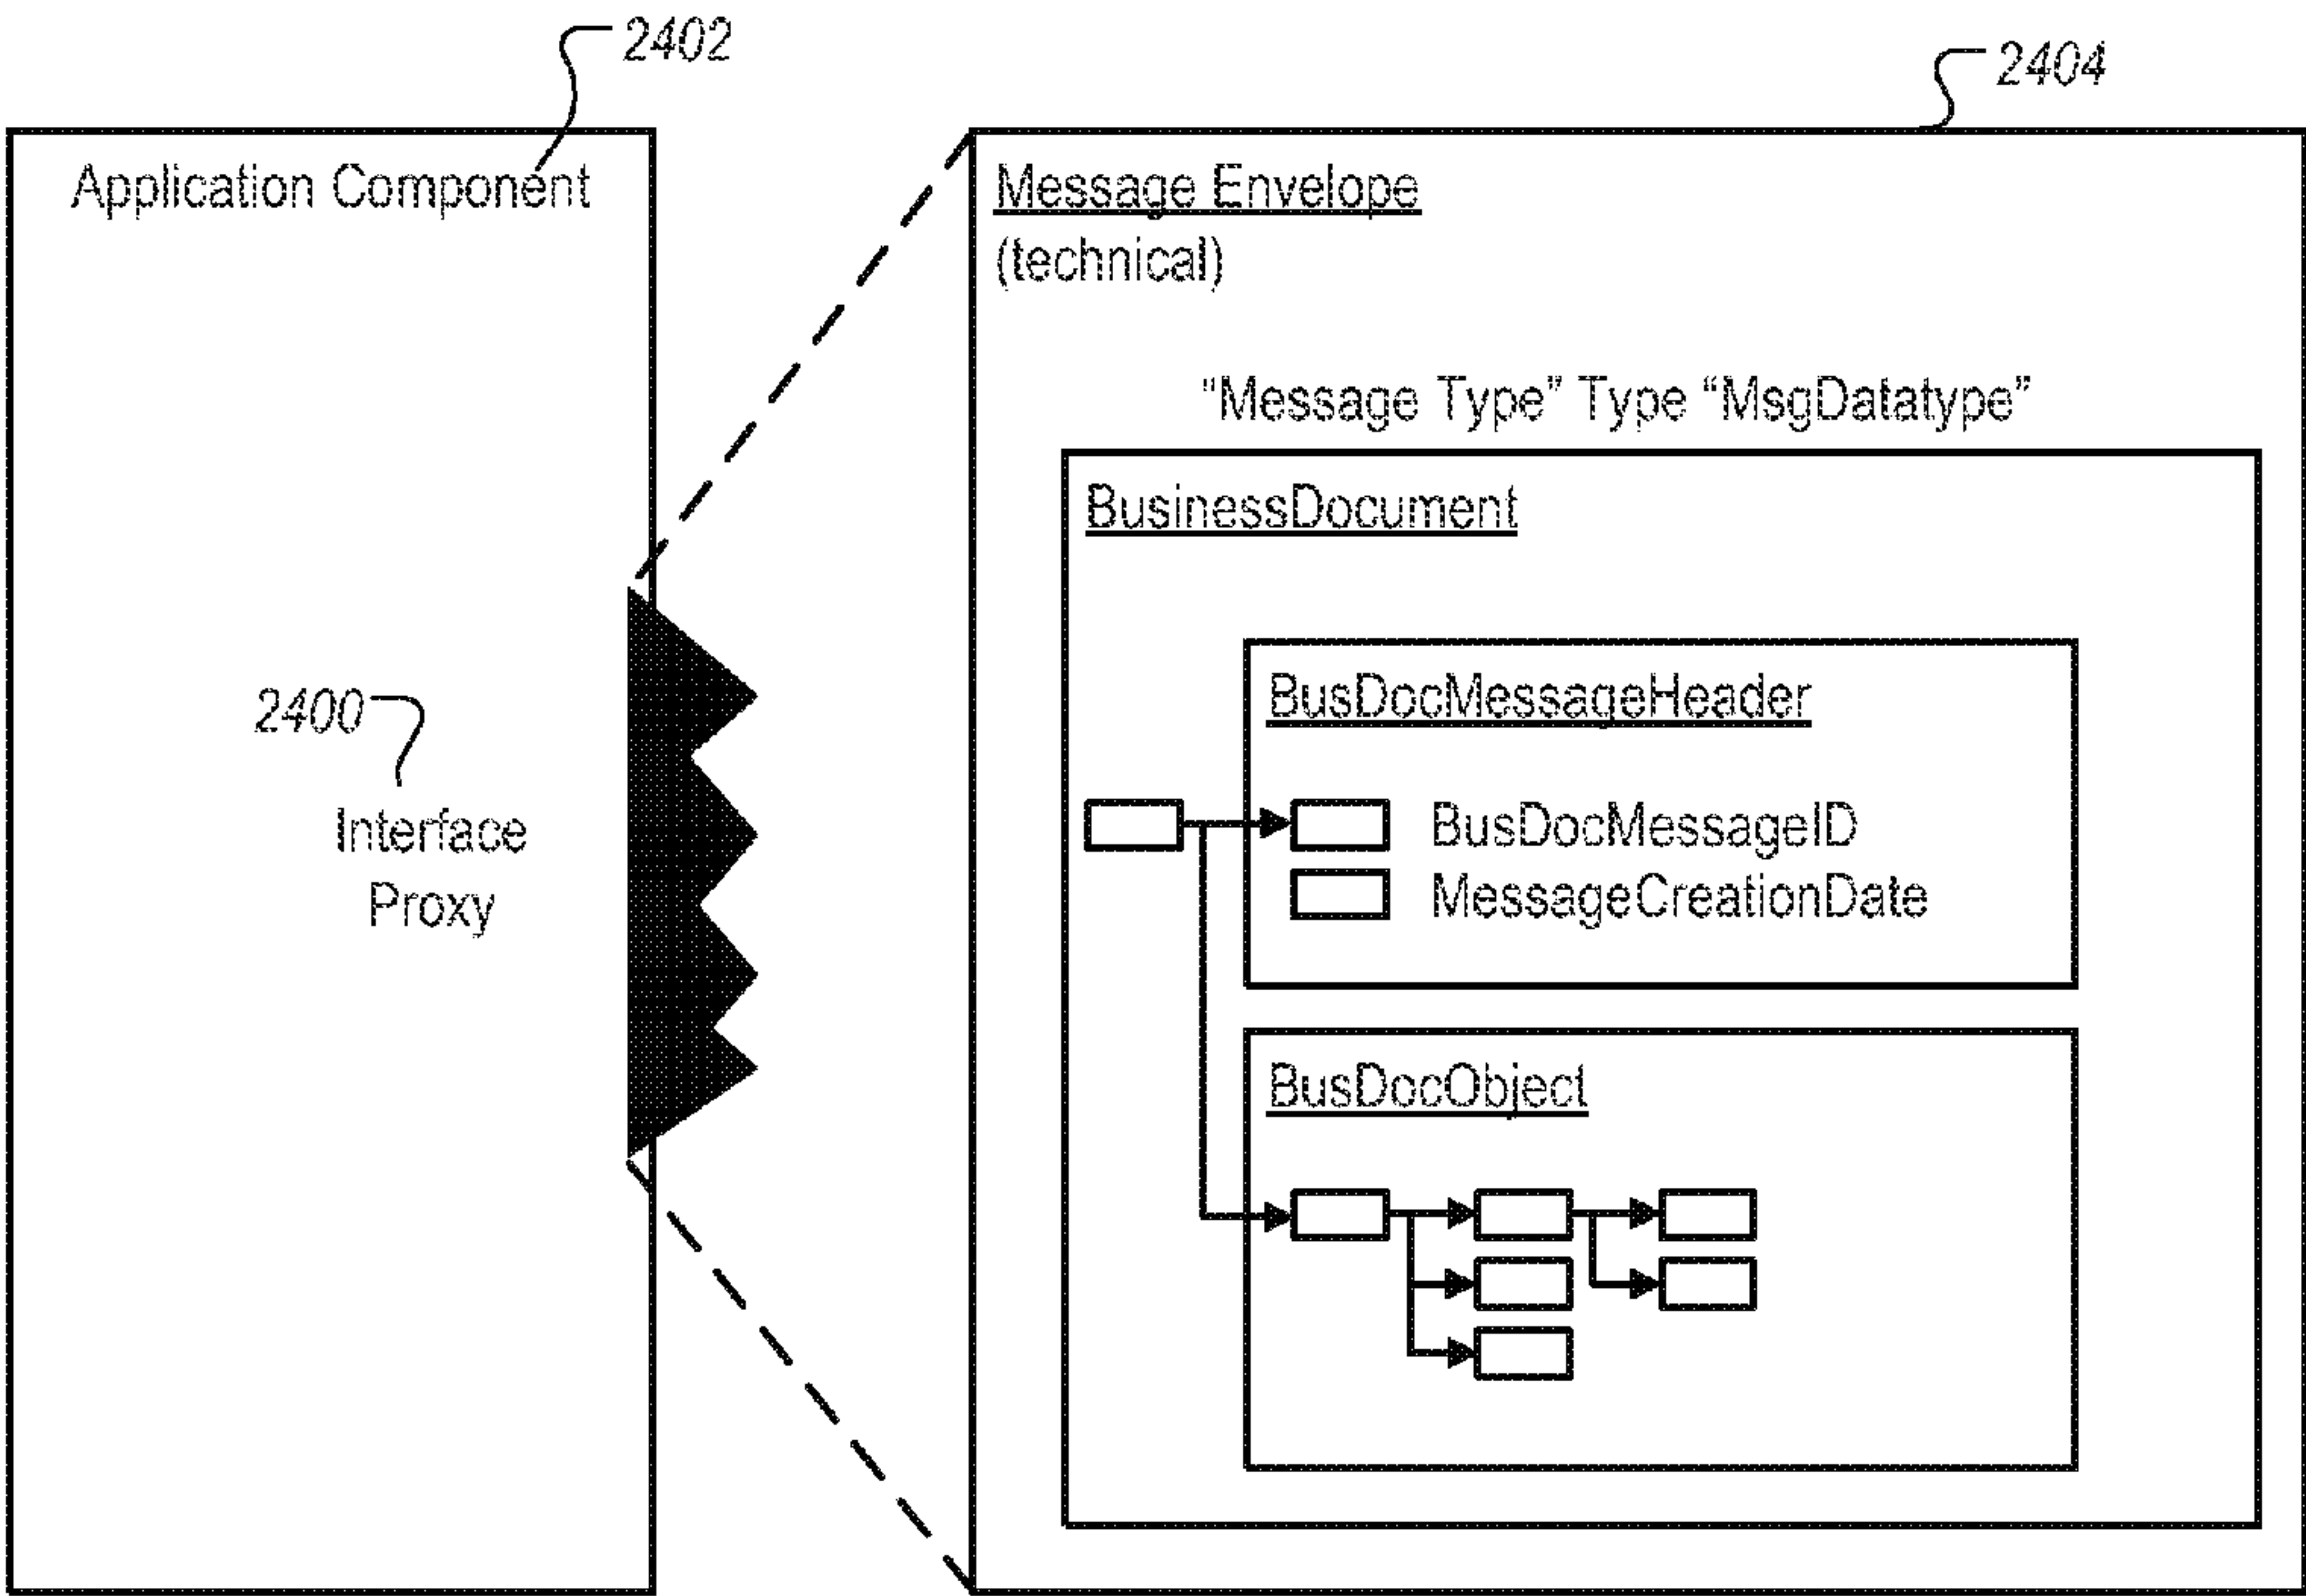 2402
2404
Application Component
Message Envelope
(technical)
“Message Type” Type “MsgDatatype”
BusinessDocument
BusDocMessageHeader
2400
Interface
Proxy
BusDocMessageID
MessageCreationDate
BusDocObject